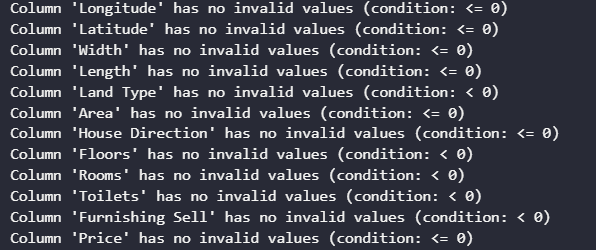 Column 'Longitude' has no invalid values (condition: <= 0)
Column 'Latitude' has no invalid values (condition: <= 0)
Column 'Width' has no invalid values (condition: <= 0)
Column 'Length' has no invalid values (condition: <= 0)
Column 'Land Type' has no invalid values (condition: < 0)
Column 'Area' has no invalid values (condition: <= 0)
Column 'House Direction' has no invalid values (condition: <= 0)
Column 'Floors' has no invalid values (condition: < 0)
Column 'Rooms' has no invalid values (condition: < 0)
Column 'Toilets' has no invalid values (condition: < 0)
Column 'Furnishing Sell' has no invalid values (condition: < 0)
Column 'Price' has no invalid values (condition: <= 0)